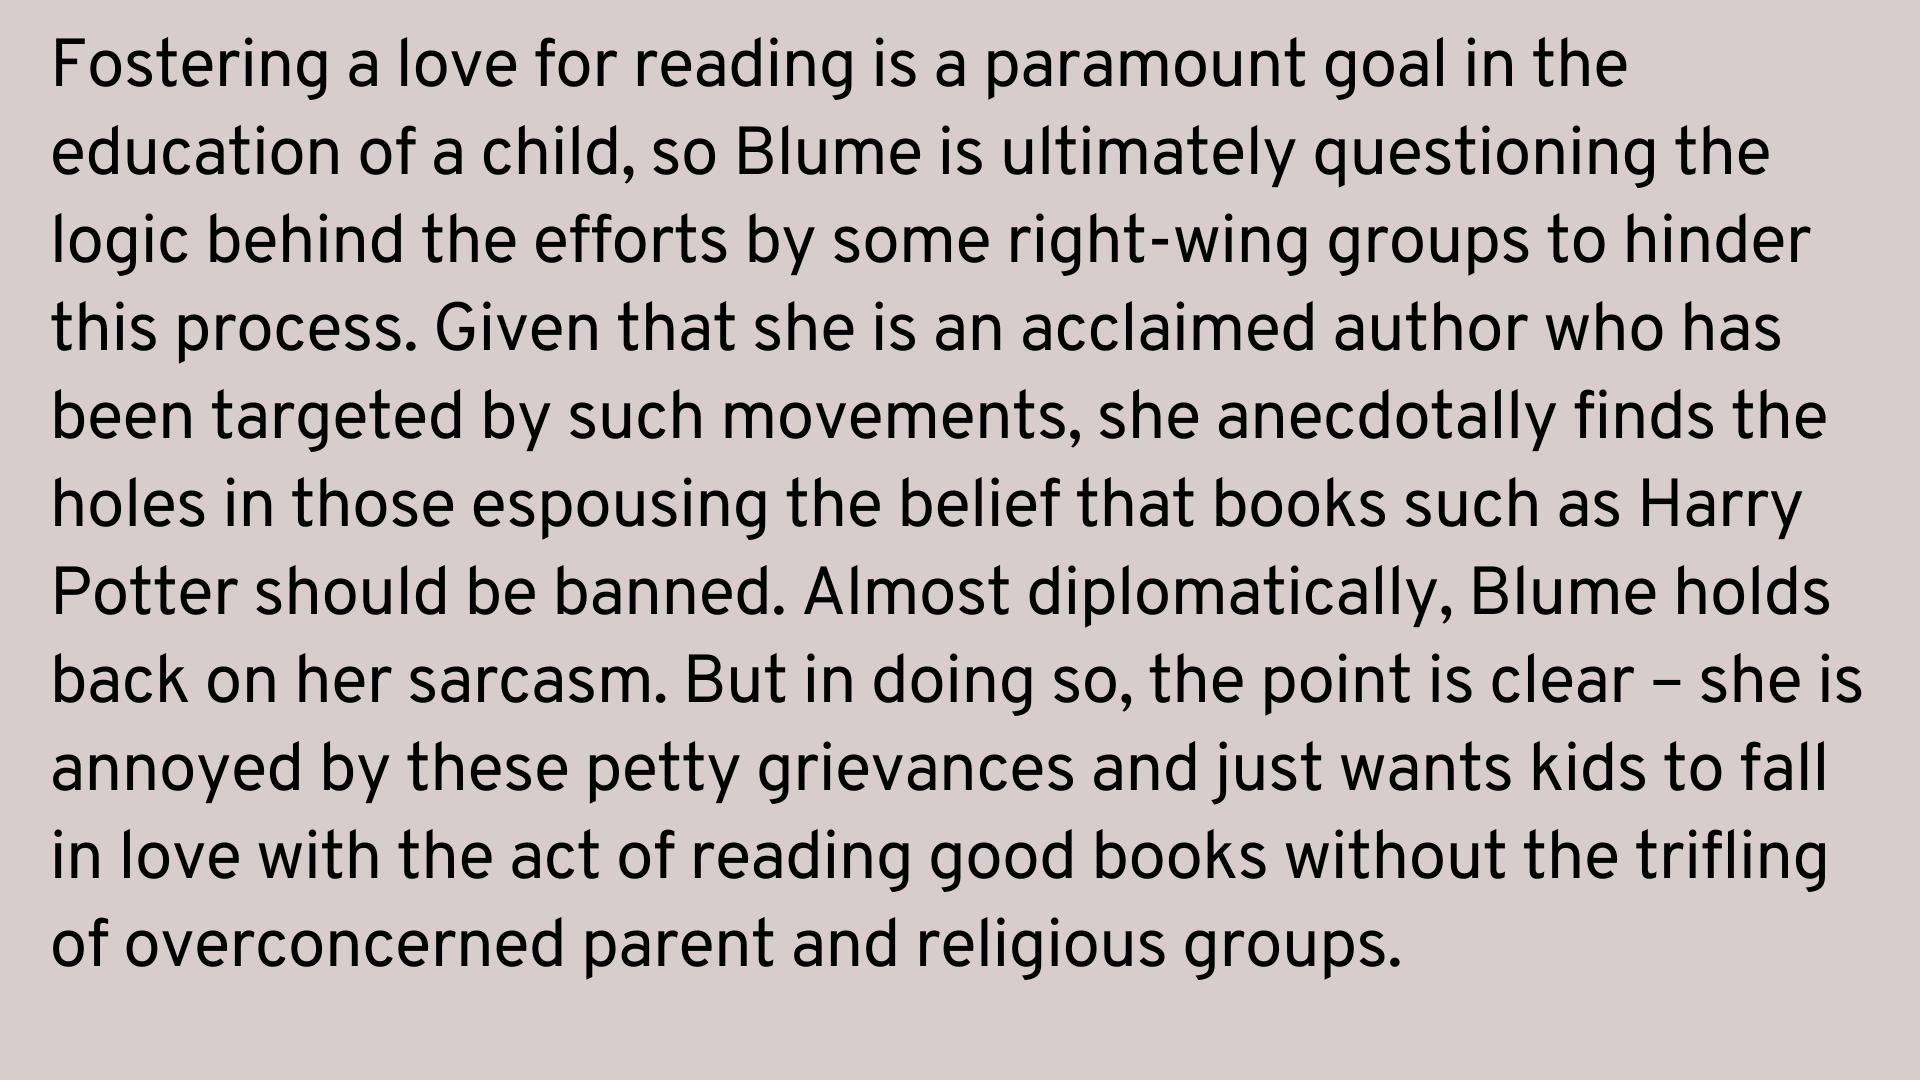 Fostering a love for reading is a paramount goal in the
education of a child, so Blume is ultimately questioning the
logic behind the efforts by some right-wing groups to hinder
this process. Given that she is an acclaimed author who has
been targeted by such movements, she anecdotally finds the
holes in those espousing the belief that books such as Harry
Potter should be banned. Almost diplomatically, Blume holds
back on her sarcasm. But in doing so, the point is clear – she is
annoyed by these petty grievances and just wants kids to fall
in love with the act of reading good books without the trifling
of overconcerned parent and religious groups.